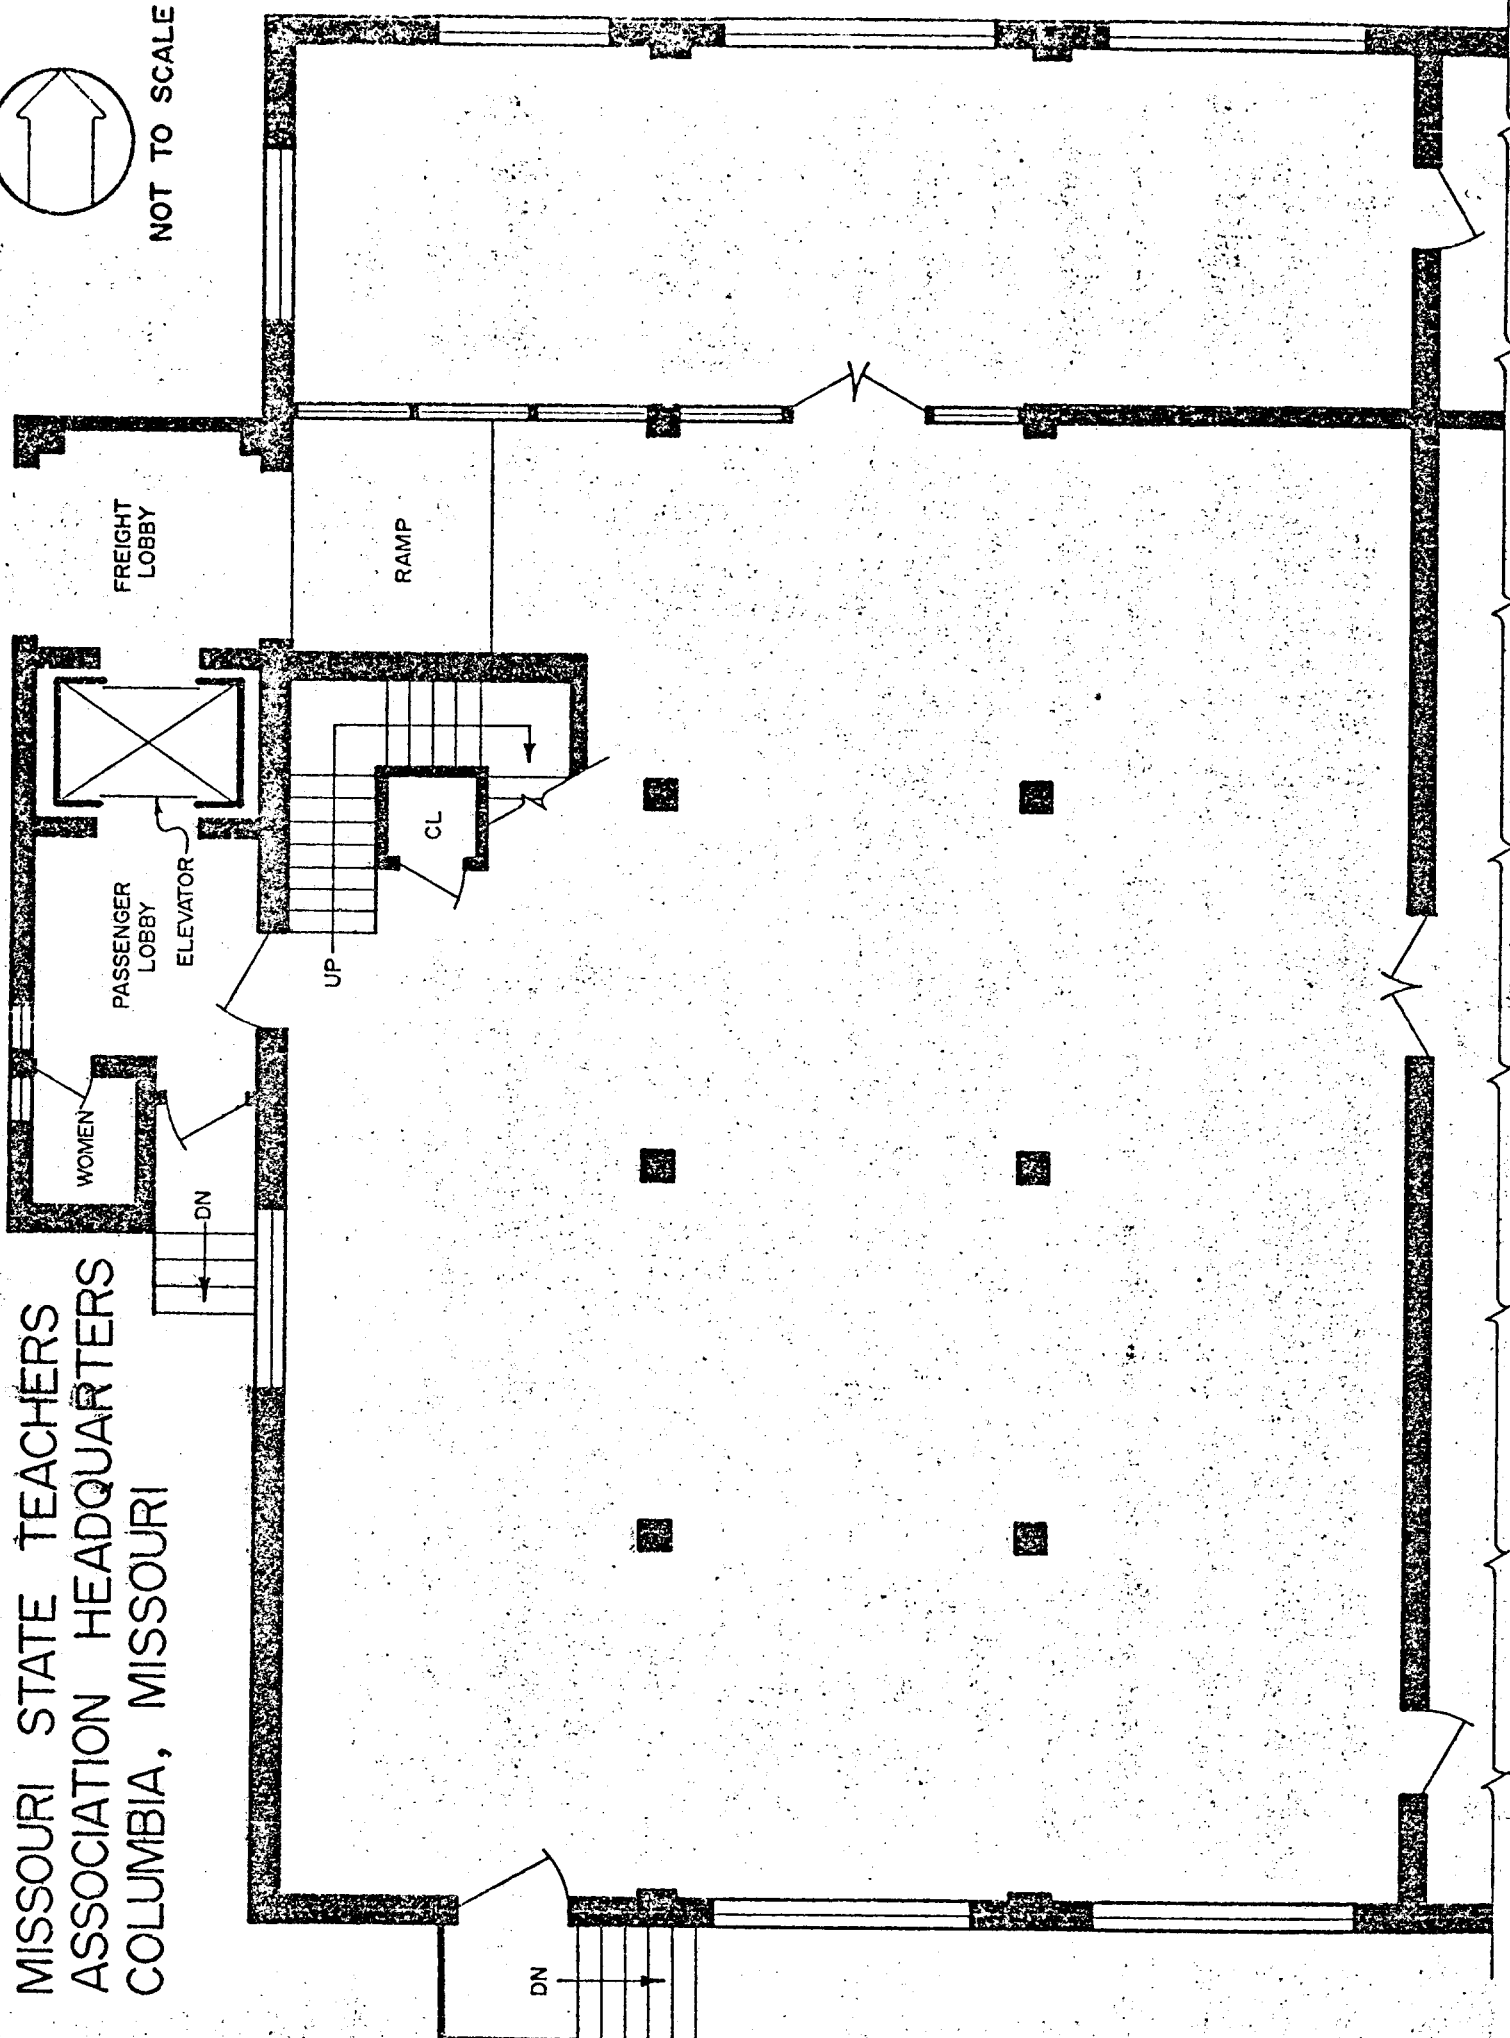 MISSOURI STATE TEACHERS
ASSOCIATION HEADQUARTERS
COLUMBIA, MISSOURI
NOT TO SCALE
WOMEN
PASSENGER
LOBBY
ELEVATOR
FREIGHT
LOBBY
DN
UP
CL
RAMP
DN